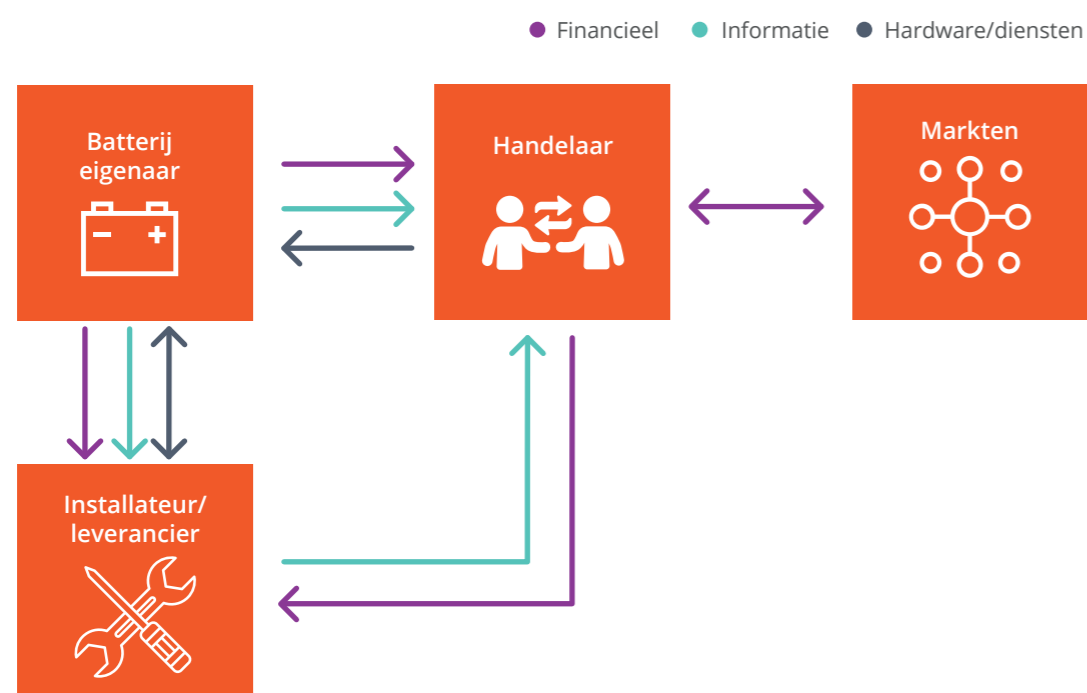 Financieel
Informatie
Hardware/diensten
Batterij
eigenaar
Handelaar
Markten
Installateur/
leverancier